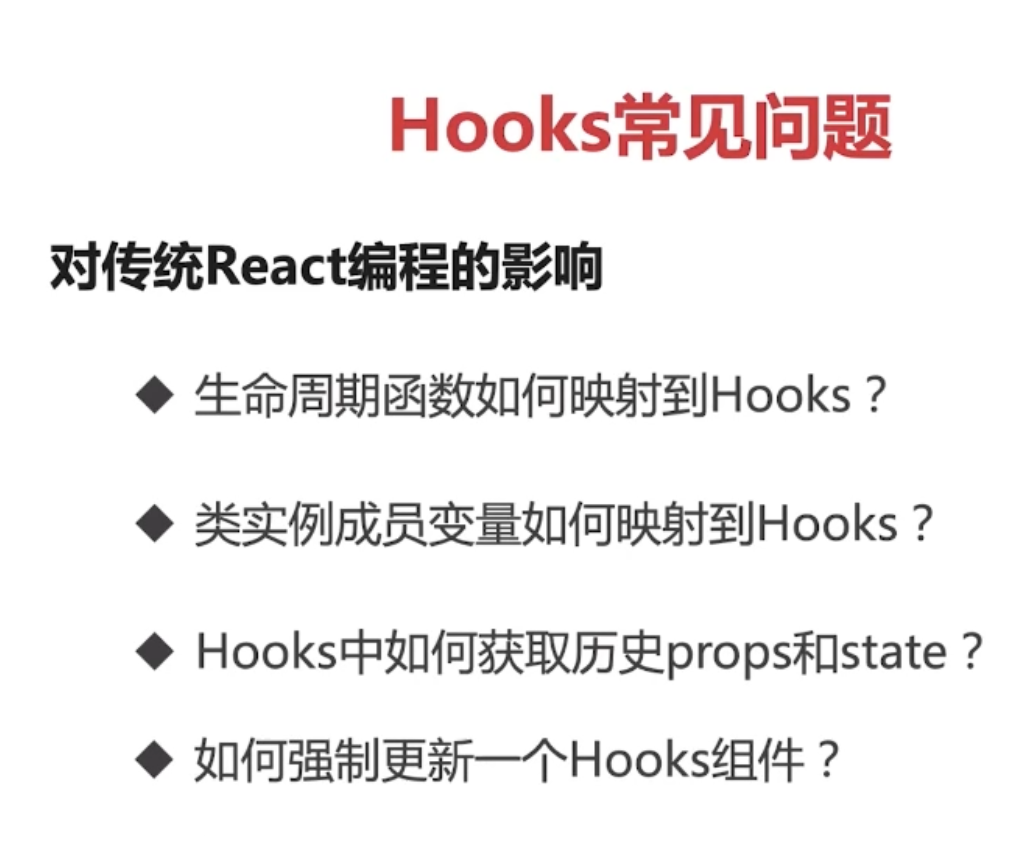 Hooks常见问题
对传统React编程的影响
◆ 生命周期函数如何映射到Hooks？
◆ 类实例成员变量如何映射到Hooks？
◆ Hooks中如何获取历史props和state？
◆ 如何强制更新一个Hooks组件？